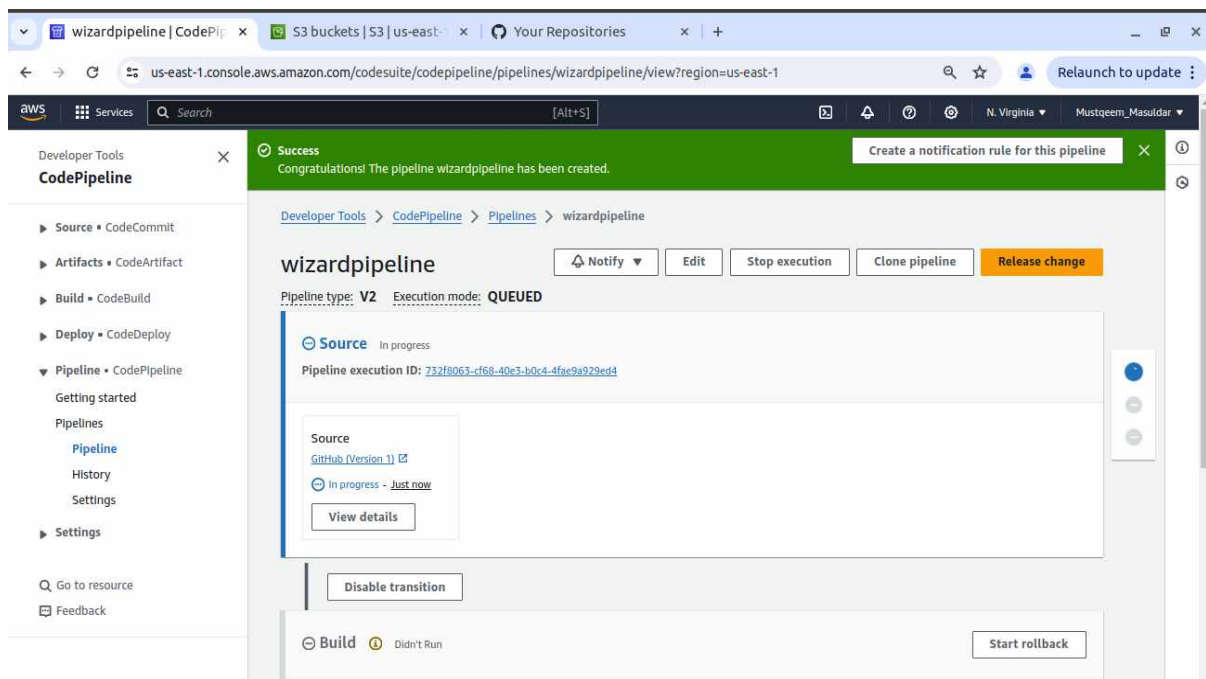 wizardpipeline | CodePip
S3 buckets | S3 | us-east-1
Your Repositories
us-east-1.console.aws.amazon.com/codesuite/codepipeline/pipelines/wizardpipeline/view?region=us-east-1
Relaunch to update
aws
Services
Search
[Alt+S]
N. Virginia
Mustqeem_Masuldar
Developer Tools
CodePipeline
Success
Congratulations! The pipeline wizardpipeline has been created.
Create a notification rule for this pipeline
Source • CodeCommit
Artifacts • CodeArtifact
Build • CodeBuild
Deploy • CodeDeploy
Pipeline • CodePipeline
Getting started
Pipelines
Pipeline
History
Settings
Settings
Go to resource
Feedback
Developer Tools > CodePipeline > Pipelines > wizardpipeline
wizardpipeline
Notify
Edit
Stop execution
Clone pipeline
Release change
Pipeline type: V2 Execution mode: QUEUED
Source In progress
Pipeline execution ID: 732f8063-cf68-40e3-b0c4-4fae9a929ed4
Source
GitHub (Version 1)
In progress - Just now
View details
Disable transition
Build Didn't Run
Start rollback